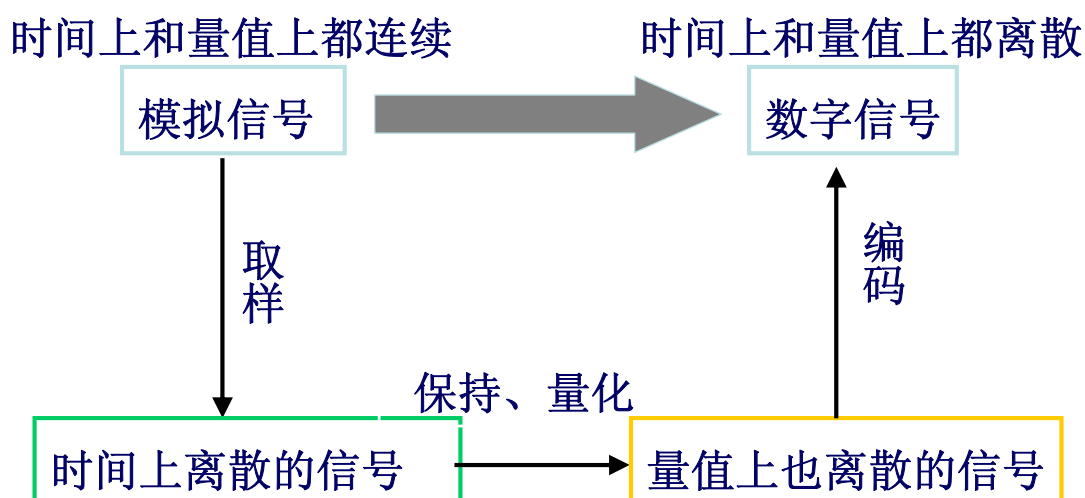 时间上和量值上都连续
时间上和量值上都离散
模拟信号
数字信号
取样
编码
保持、量化
时间上离散的信号
量值上也离散的信号